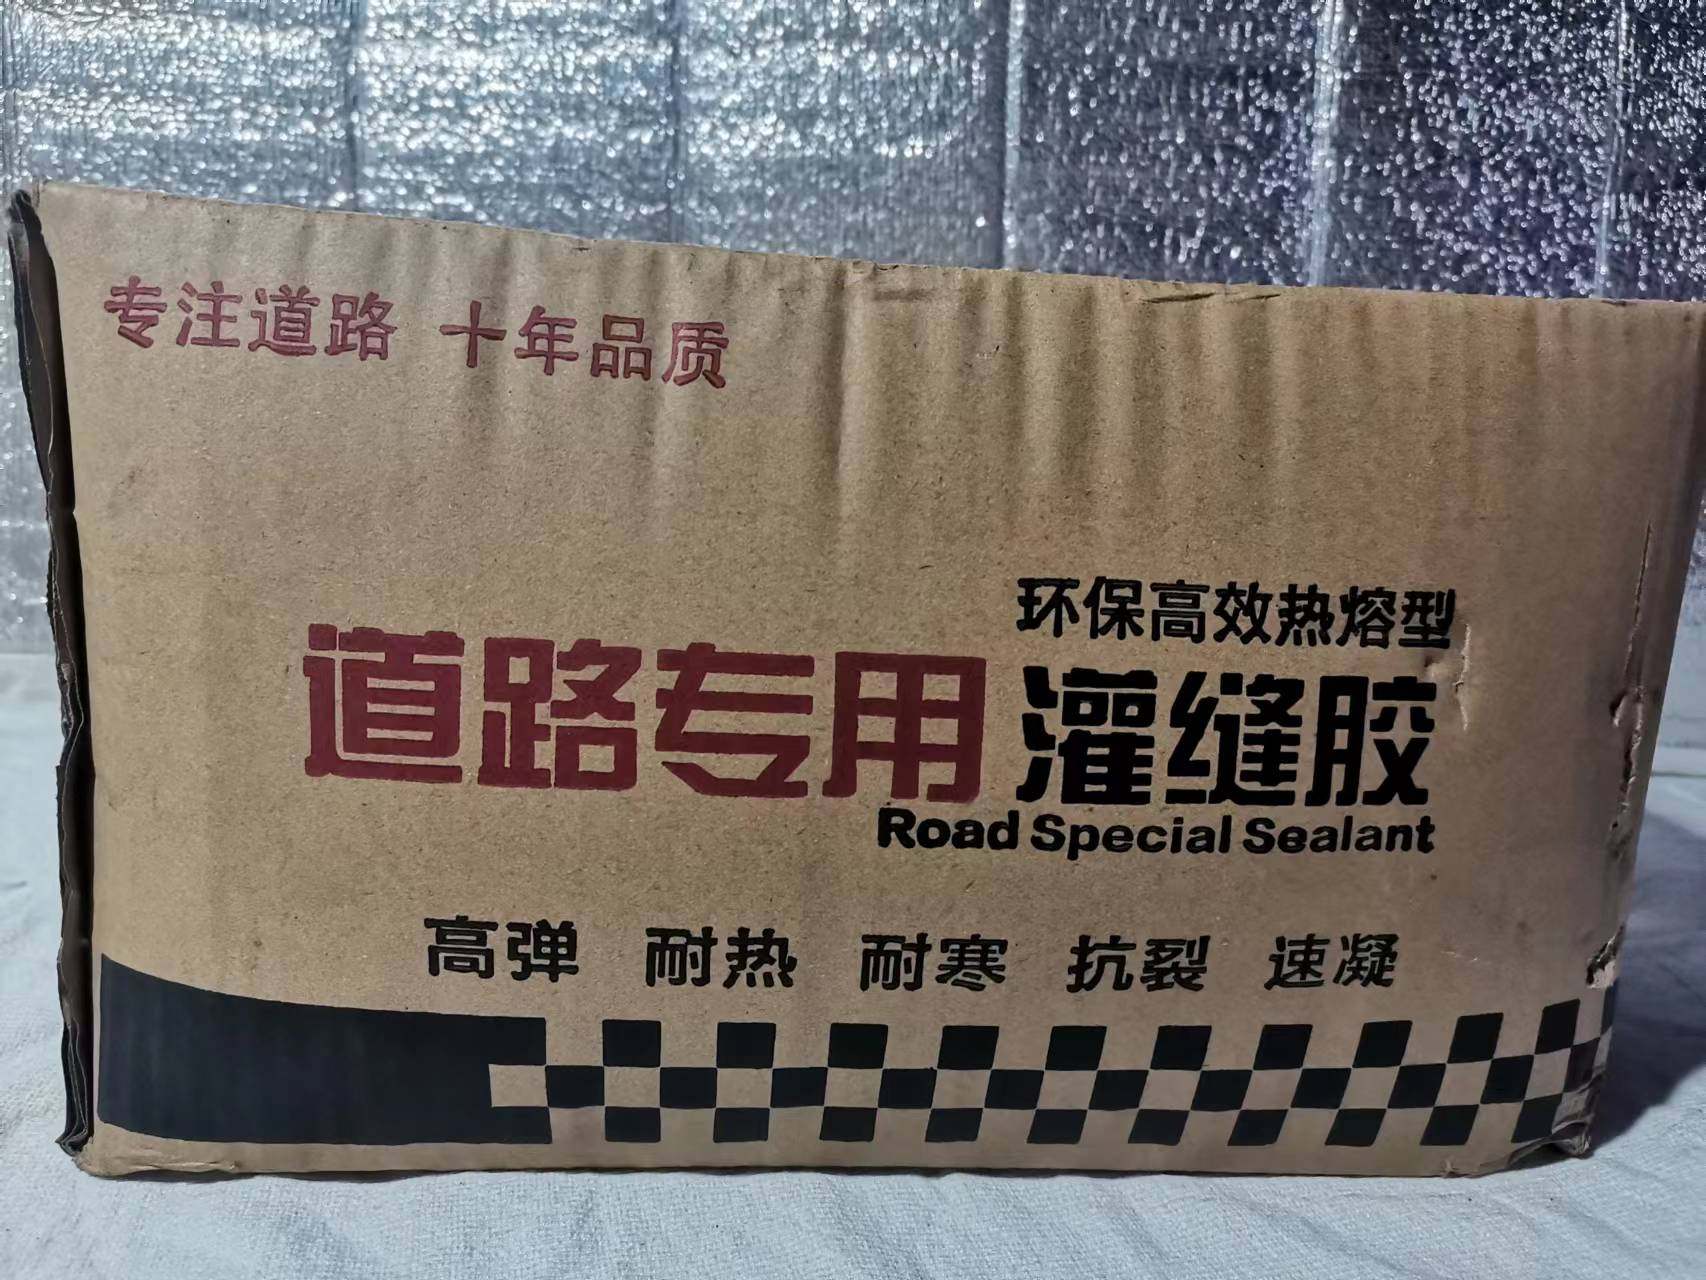 专注道路 十年品质
环保高效热熔型
道路专用 灌缝胶
Road Special Sealant
高弹 耐热 耐寒 抗裂 速凝